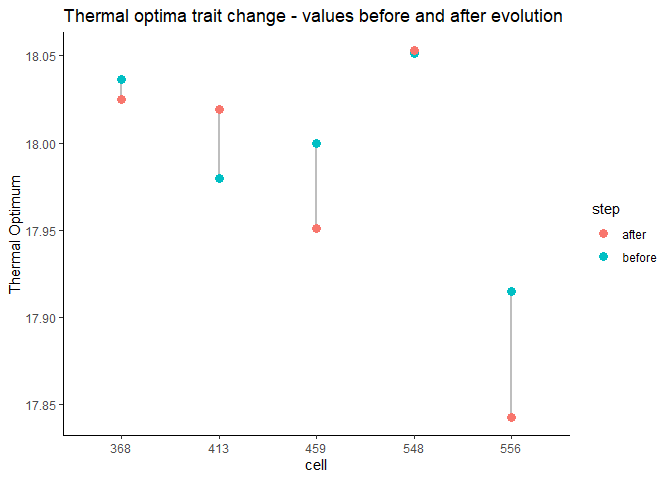 Thermal optima trait change - values before and after evolution
Thermal Optimum
18.05
18.00
17.95
17.90
17.85
368 413 459 548 556
cell
step
after
before